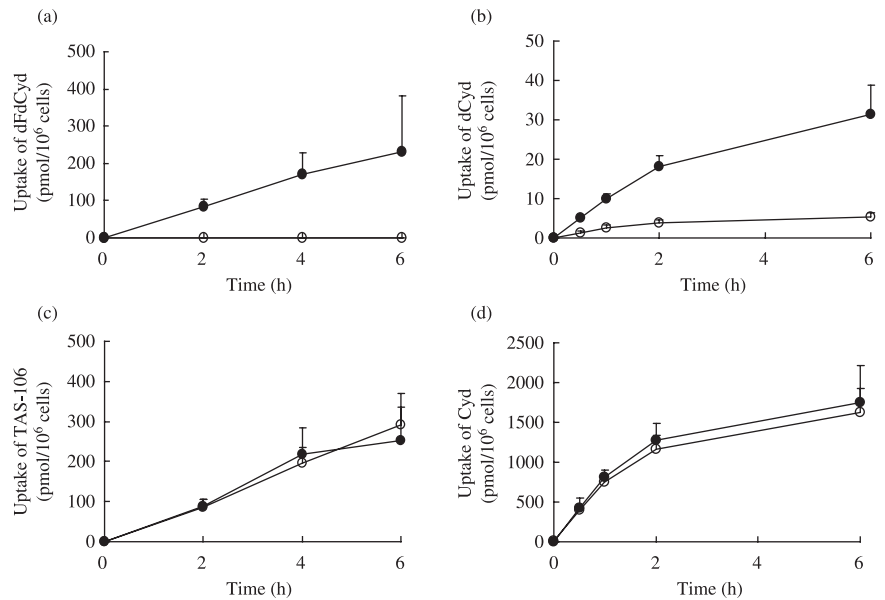 (a)
500
400
300
200
100
0
0
2
4
6
Uptake of dFdCyd
(pmol/10⁶ cells)
Time (h)
(b)
50
40
30
20
10
0
0
2
4
6
Uptake of dCyd
(pmol/10⁶ cells)
Time (h)
(c)
500
400
300
200
100
0
0
2
4
6
Uptake of TAS-106
(pmol/10⁶ cells)
Time (h)
(d)
2500
2000
1500
1000
500
0
0
2
4
6
Uptake of Cyd
(pmol/10⁶ cells)
Time (h)